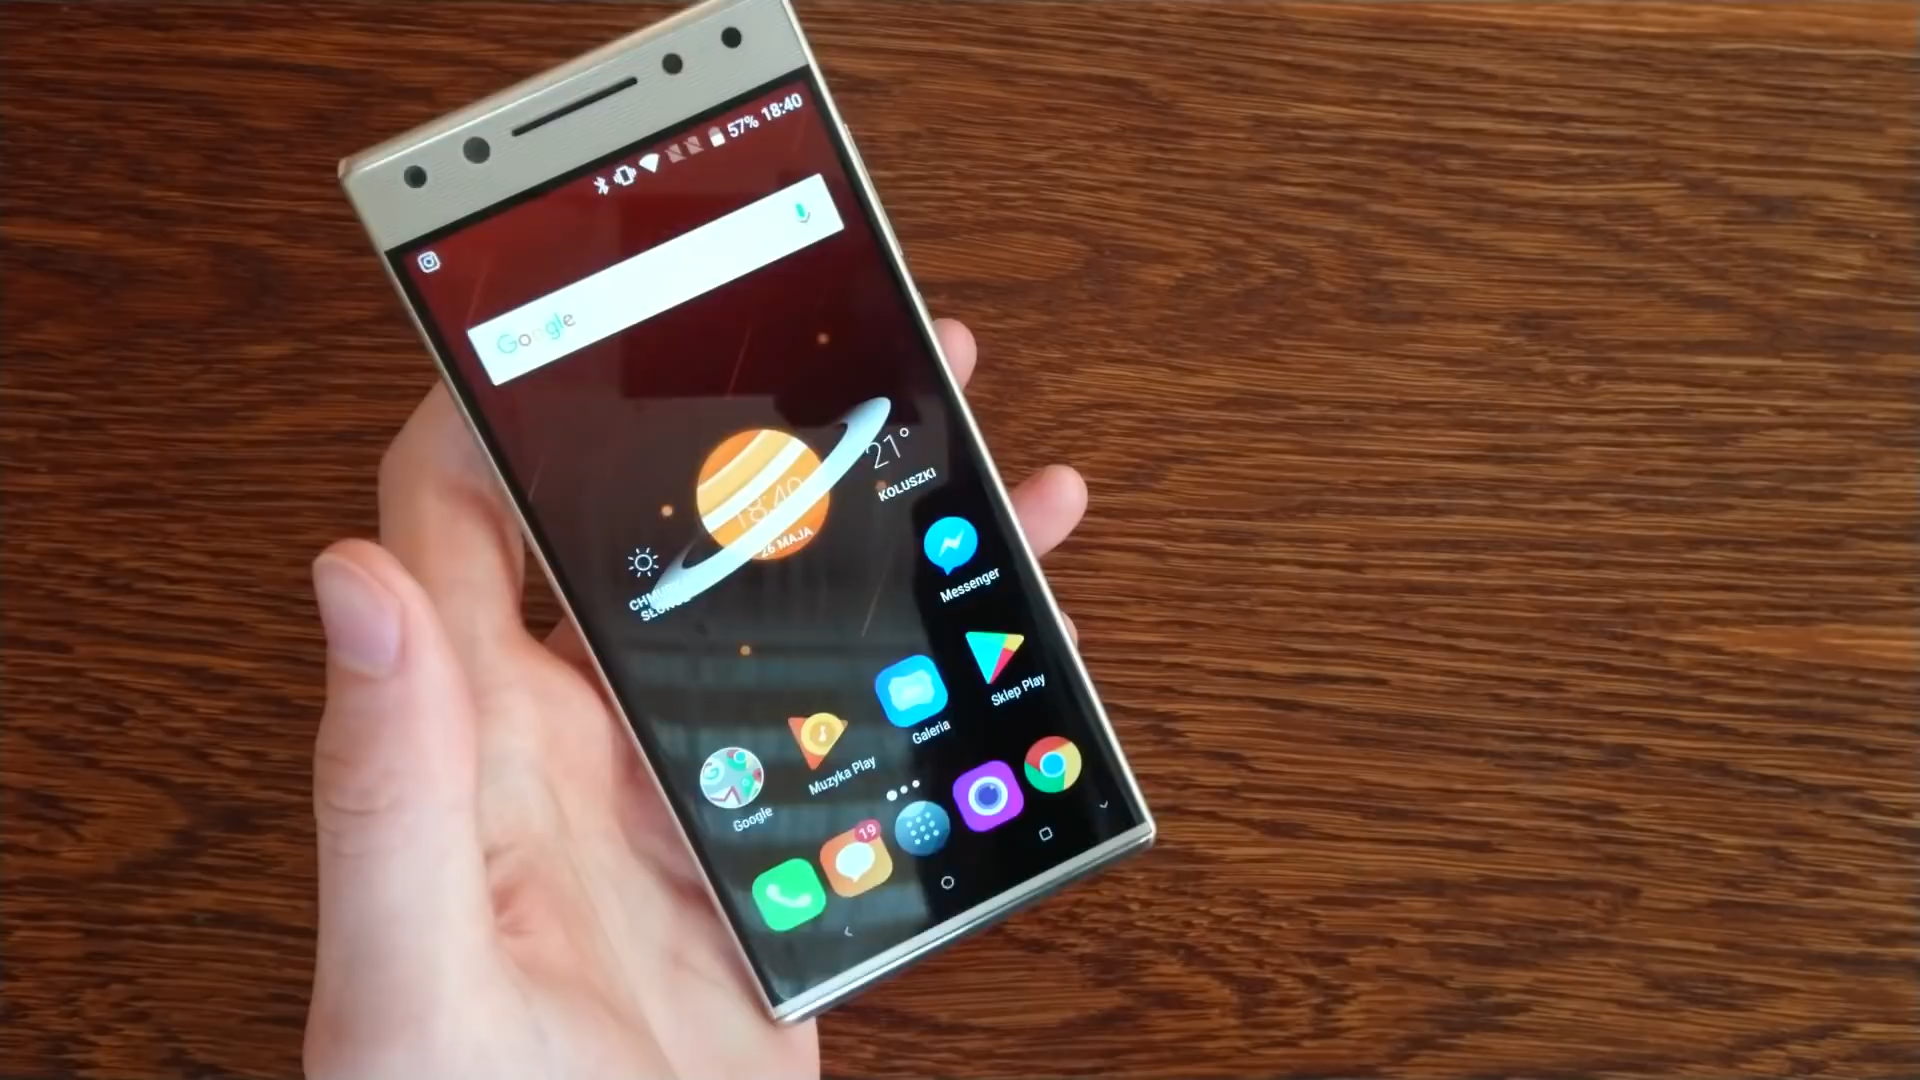 57% 18:40
Google
21°
KOLUSZKI
18:40
26 MAJA
Messenger
Sklep Play
Galeria
Muzyka Play
Google
19